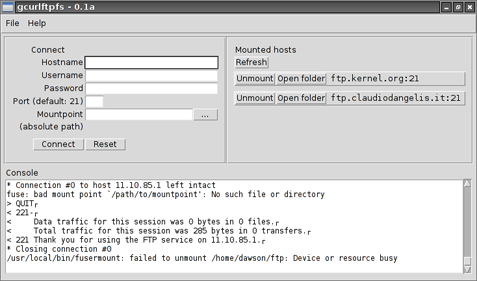 gcurlftpfs - 0.1a
File Help
Connect
Hostname
Username
Password
Port (default: 21)
Mountpoint
...
(absolute path)
Connect Reset
Mounted hosts
Refresh
Unmount Open folder ftp.kernel.org:21
Unmount Open folder ftp.claudiodangelis.it:21
Console
* Connection #0 to host 11.10.85.1 left intact
fuse: bad mount point `/path/to/mountpoint': No such file or directory
> QUIT┌
< 221-┌
< Data traffic for this session was 0 bytes in 0 files.┌
< Total traffic for this session was 285 bytes in 0 transfers.┌
< 221 Thank you for using the FTP service on 11.10.85.1.┌
* Closing connection #0
/usr/local/bin/fusermount: failed to unmount /home/dawson/ftp: Device or resource busy